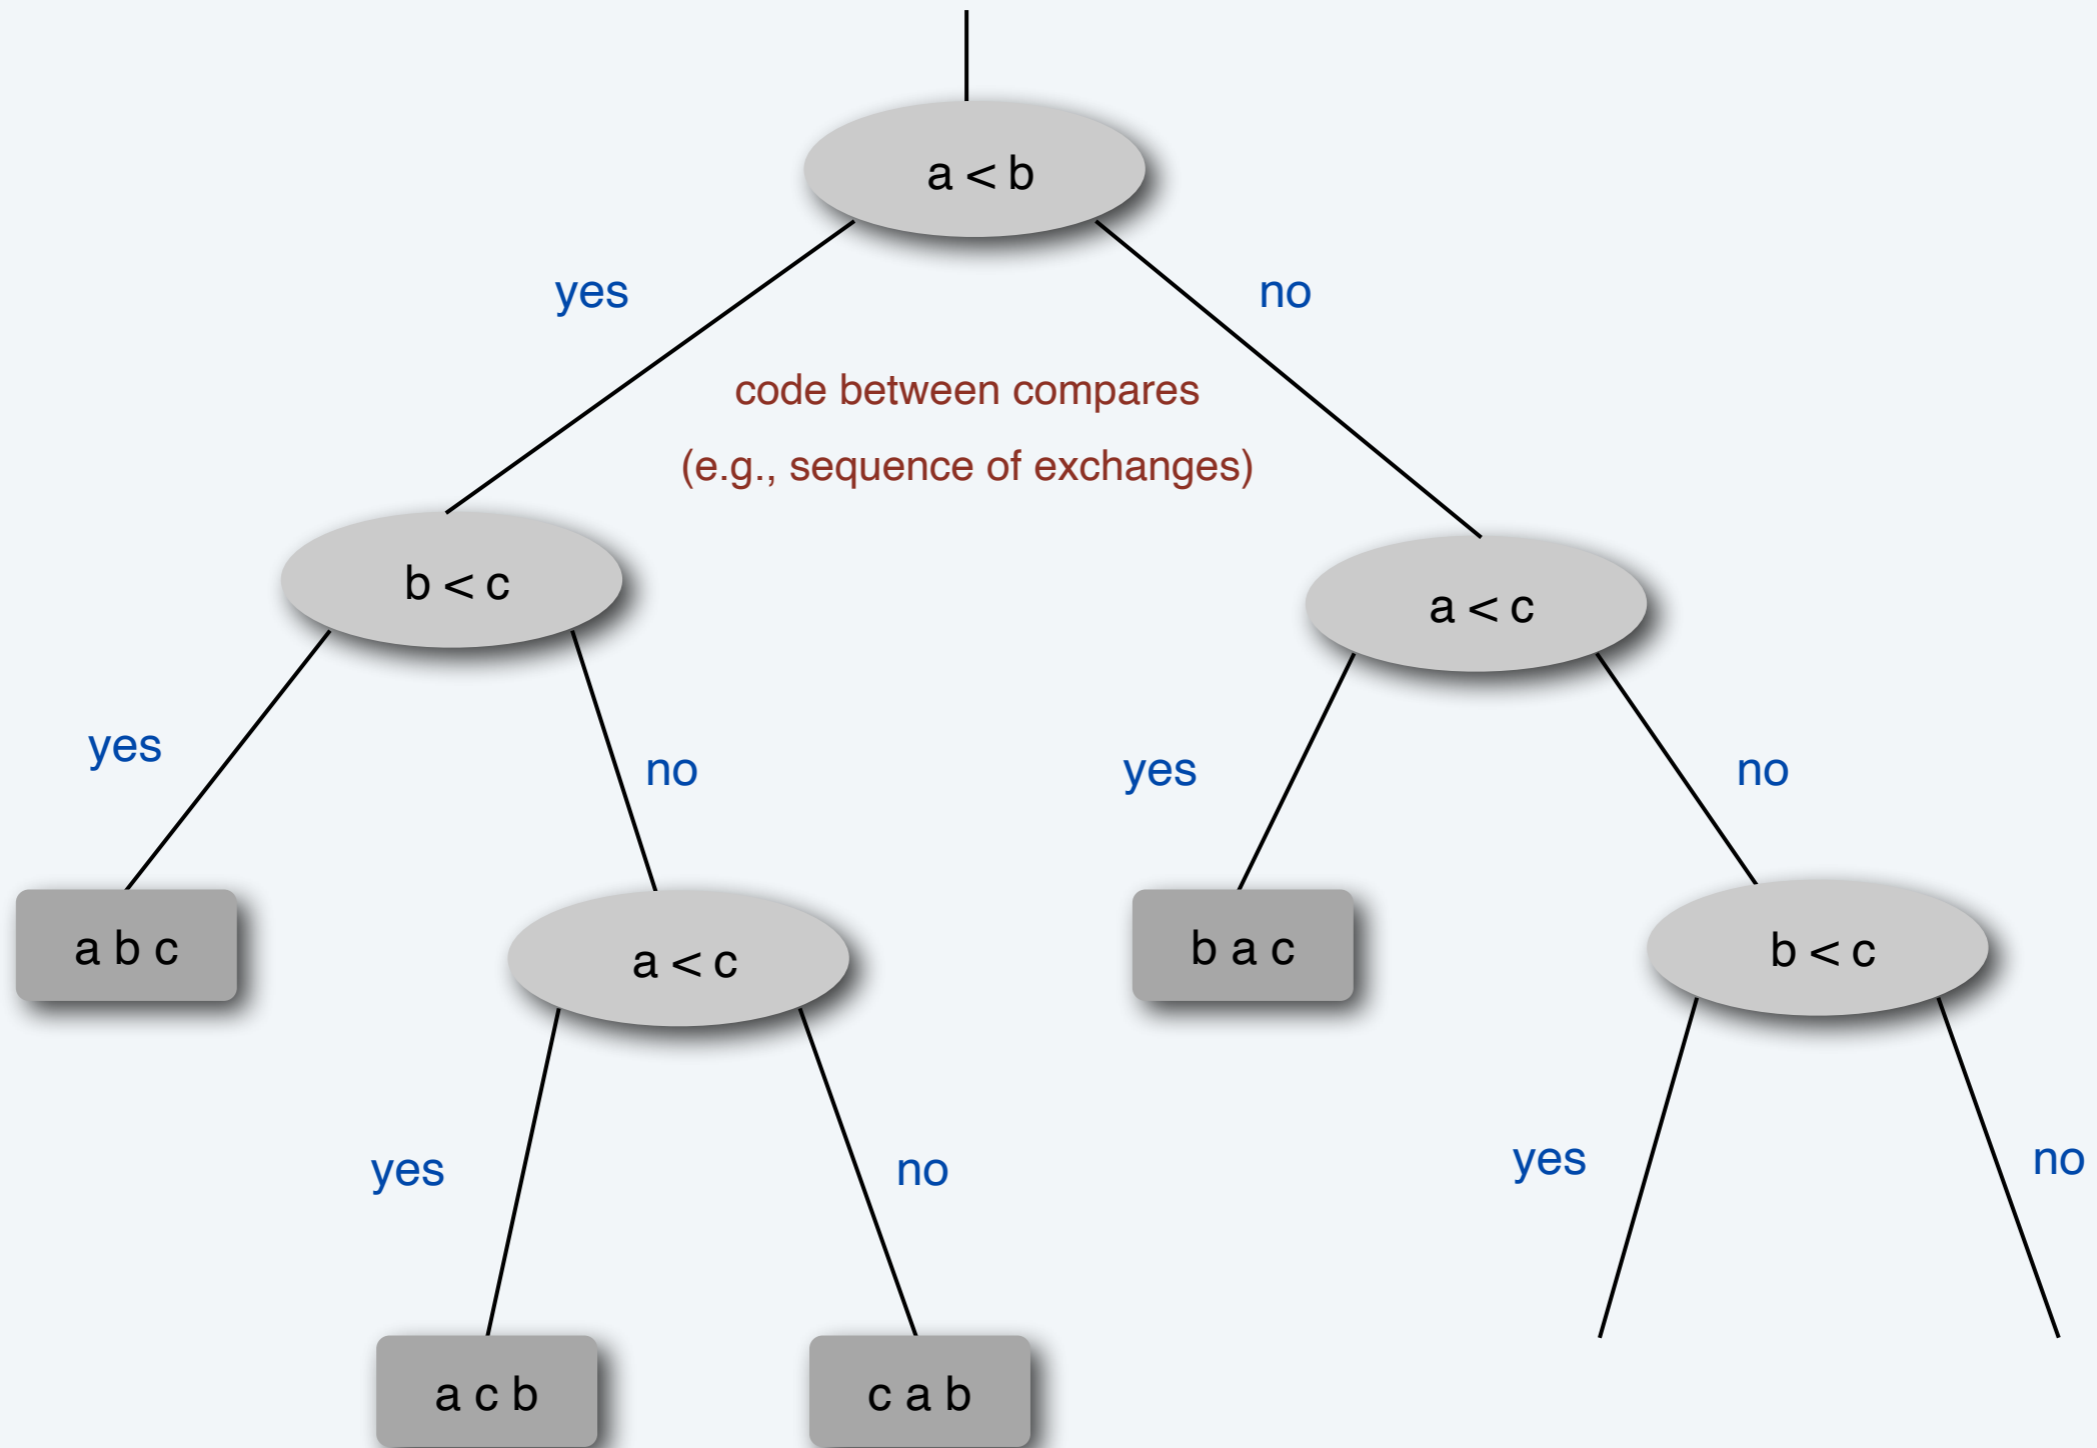 a < b
yes
no
code between compares
(e.g., sequence of exchanges)
b < c
a < c
yes
no
yes
no
a b c
a < c
b a c
b < c
yes
no
yes
no
a c b
c a b